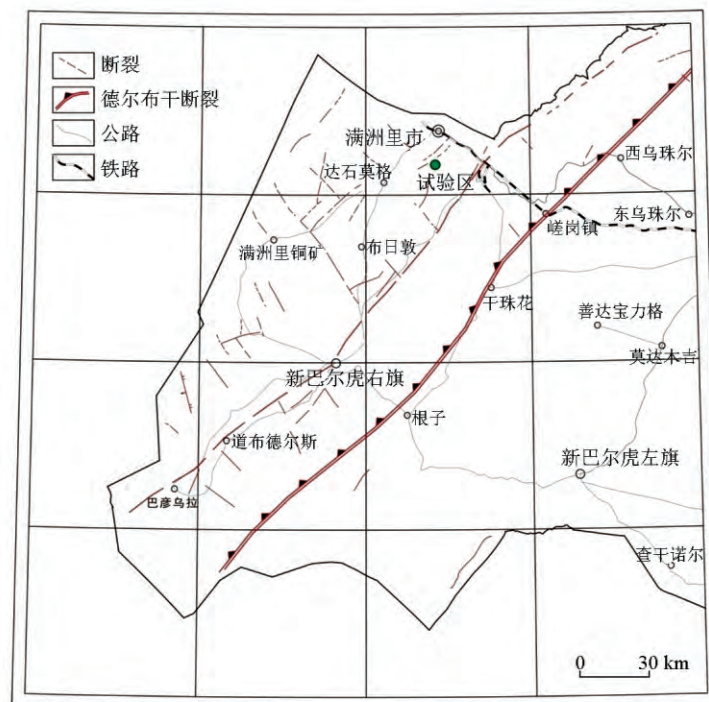 断裂
德尔布干断裂
公路
铁路
满洲里市
西乌珠尔
试验区
达石莫格
东乌珠尔
嵯岗镇
满洲里铜矿
布日敦
干珠花
善达宝力格
莫达木吉
新巴尔虎右旗
根子
道布德尔斯
新巴尔虎左旗
巴彦乌拉
查干诺尔
0 30 km